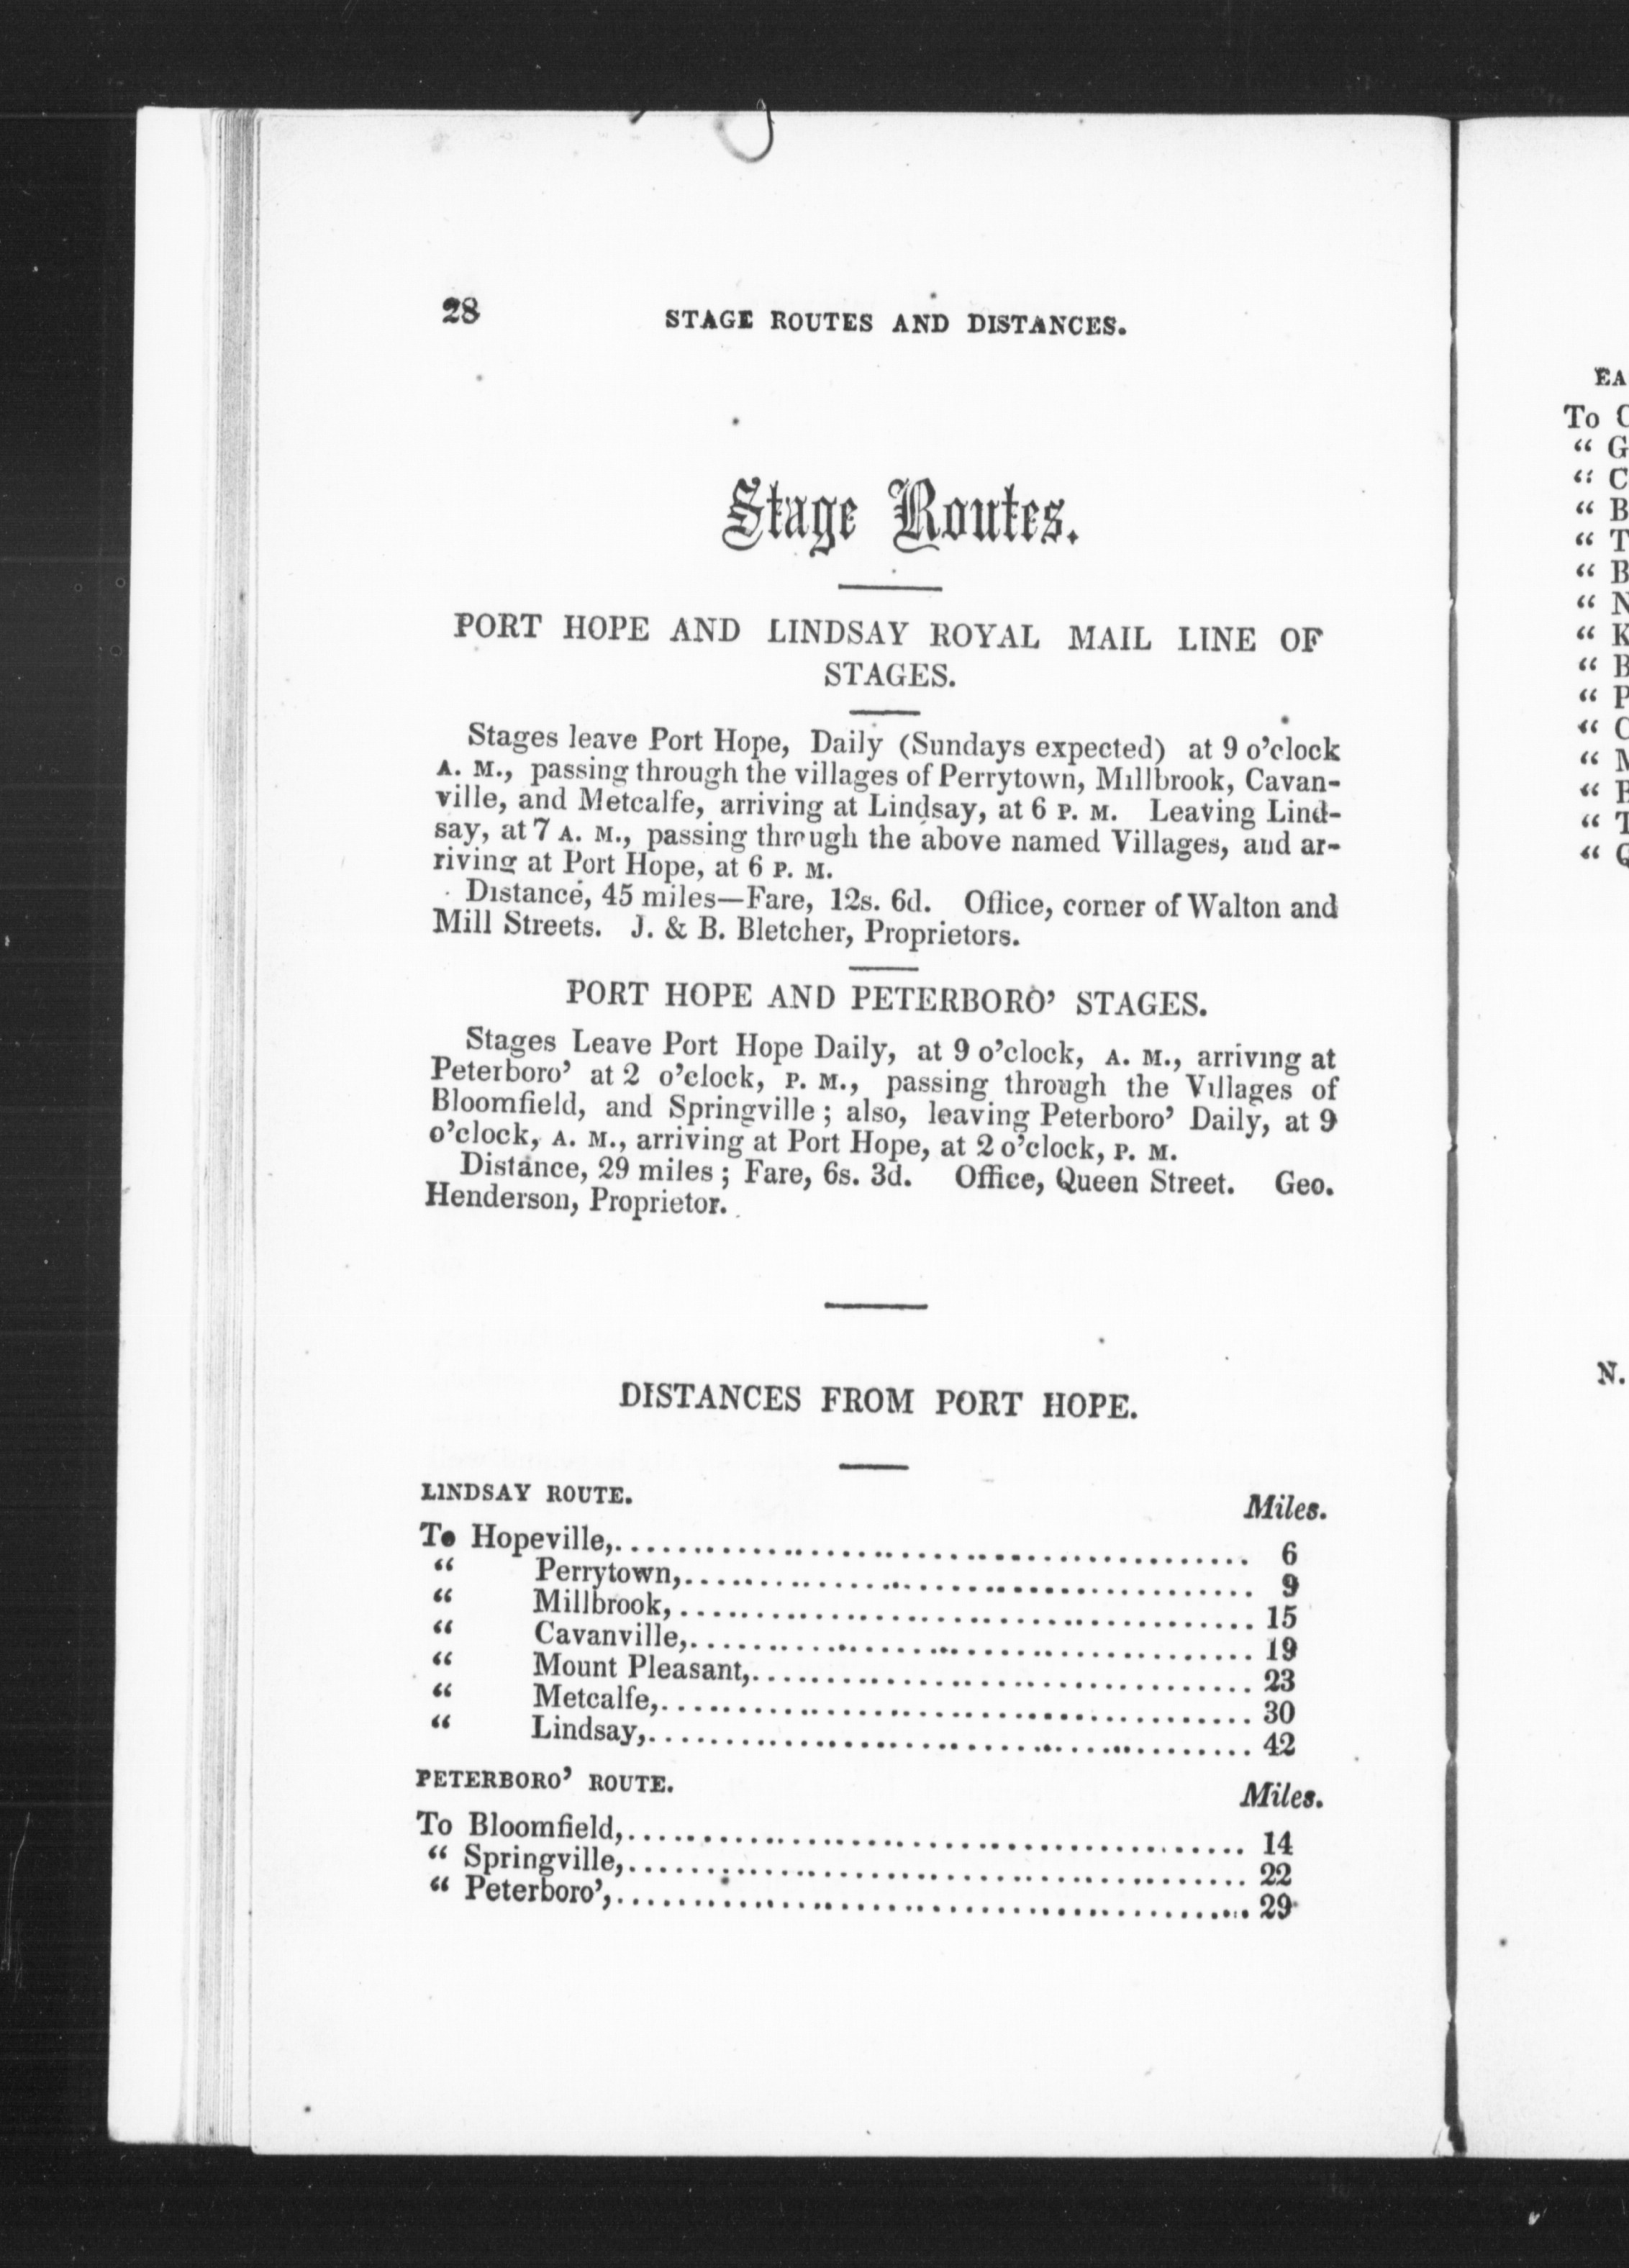 28 STAGE ROUTES AND DISTANCES.
Stage Routes.
PORT HOPE AND LINDSAY ROYAL MAIL LINE OF
STAGES.
Stages leave Port Hope, Daily (Sundays expected) at 9 o'clock
A. M., passing through the villages of Perrytown, Millbrook, Cavan-
ville, and Metcalfe, arriving at Lindsay, at 6 P. M. Leaving Lind-
say, at 7 A. M., passing through the above named Villages, and ar-
riving at Port Hope, at 6 P. M.
Distance, 45 miles—Fare, 12s. 6d. Office, corner of Walton and
Mill Streets. J. & B. Bletcher, Proprietors.
PORT HOPE AND PETERBORO' STAGES.
Stages Leave Port Hope Daily, at 9 o'clock, A. M., arriving at
Peterboro' at 2 o'clock, P. M., passing through the Villages of
Bloomfield, and Springville; also, leaving Peterboro' Daily, at 9
o'clock, A. M., arriving at Port Hope, at 2 o'clock, P. M.
Distance, 29 miles; Fare, 6s. 3d. Office, Queen Street. Geo.
Henderson, Proprietor.
DISTANCES FROM PORT HOPE.
LINDSAY ROUTE. Miles.
To Hopeville,.......... 6
" Perrytown,.......... 9
" Millbrook,.......... 15
" Cavanville,.......... 19
" Mount Pleasant,.......... 23
" Metcalfe,.......... 30
" Lindsay,.......... 42
PETERBORO' ROUTE. Miles.
To Bloomfield,.......... 14
" Springville,.......... 22
" Peterboro',.......... 29
EA
To C
" G
" C
" B
" T
" B
" N
" K
" B
" P
" C
" M
N.